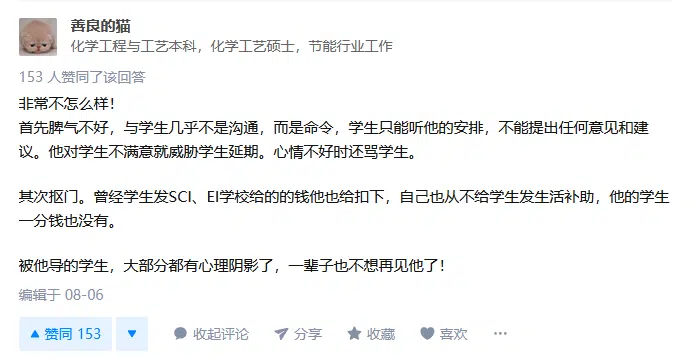 善良的猫
化学工程与工艺本科，化学工艺硕士，节能行业工作
153 人赞同了该回答
非常不怎么样！
首先脾气不好，与学生几乎不是沟通，而是命令，学生只能听他的安排，不能提出任何意见和建
议。他对学生不满意就威胁学生延期。心情不好时还骂学生。
其次抠门。曾经学生发SCI、EI学校给的的钱他也给扣下，自己也从不给学生发生活补助，他的学生
一分钱也没有。
被他导的学生，大部分都有心理阴影了，一辈子也不想再见他了！
编辑于 08-06
赞同 153 收起评论 分享 收藏 喜欢